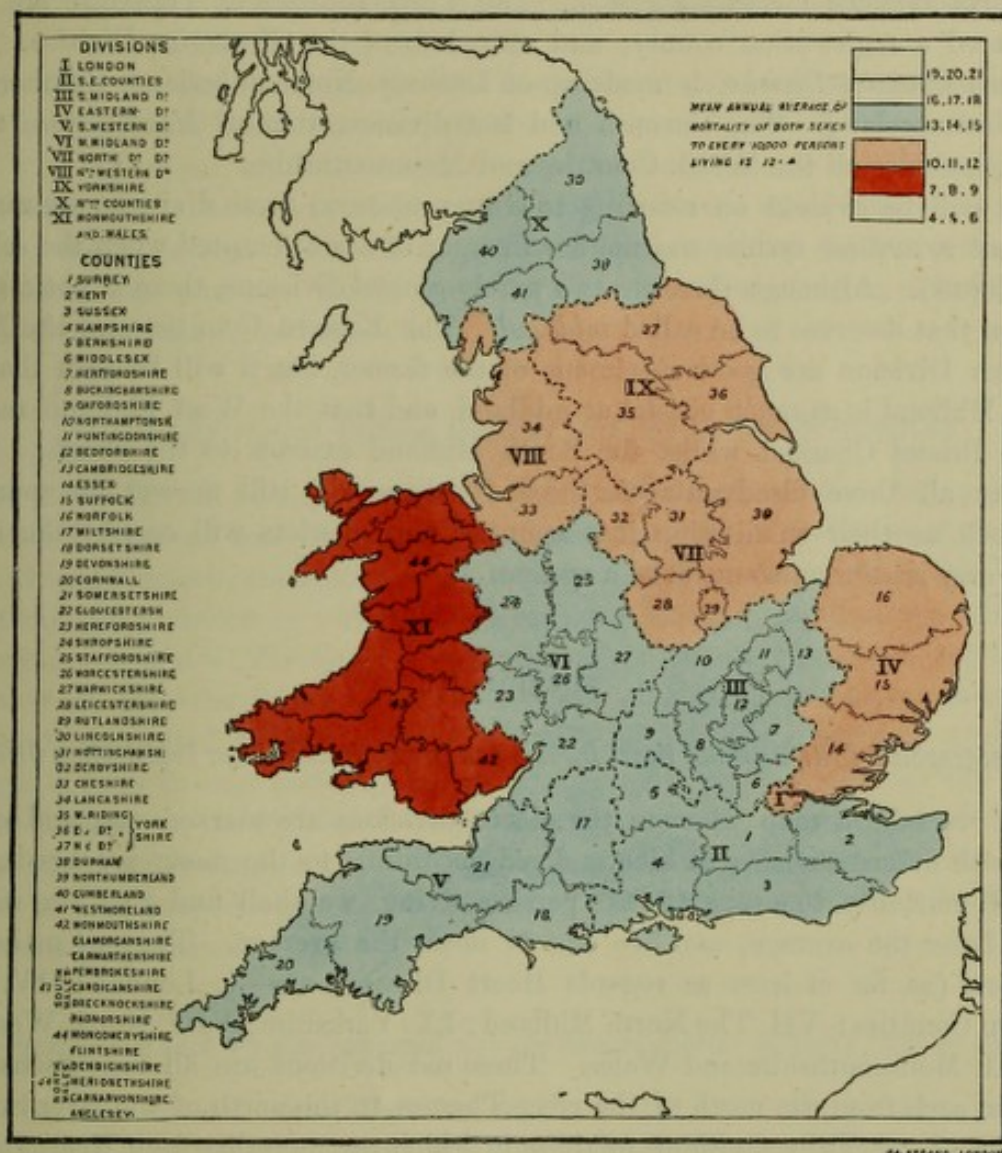 DIVISIONS
I LONDON
II S.E. COUNTIES
III S. MIDLAND Dº
IV EASTERN Dº
V S. WESTERN Dº
VI W. MIDLAND Dº
VII NORTH Dº Dº
VIII Nº WESTERN Dº
IX YORKSHIRE
X Nº COUNTIES
XI MONMOUTHSHIRE
AND WALES
COUNTIES
1 SURREY
2 KENT
3 SUSSEX
4 HAMPSHIRE
5 BERKSHIRE
6 MIDDLESEX
7 HERTFORDSHIRE
8 BUCKINGHAMSHIRE
9 OXFORDSHIRE
10 NORTHAMPTONSH
11 HUNTINGDONSHIRE
12 BEDFORDSHIRE
13 CAMBRIDGESHIRE
14 ESSEX
15 SUFFOCK
16 NORFOLK
17 WILTSHIRE
18 DORSETSHIRE
19 DEVONSHIRE
20 CORNWALL
21 SOMERSETSHIRE
22 GLOUCESTERSH
23 HEREFORDSHIRE
24 SHROPSHIRE
25 STAFFORDSHIRE
26 WORCESTERSHIRE
27 WARWICKSHIRE
28 LEICESTERSHIRE
29 RUTLANDSHIRE
30 LINCOLNSHIRE
31 NOTTINGHAMSH
32 DERBYSHIRE
33 CHESHIRE
34 LANCASHIRE
35 W. RIDING
36 E. Dº
37 N. Dº
YORK
SHIRE
38 DURHAM
39 NORTHUMBERLAND
40 CUMBERLAND
41 WESTMORELAND
42 MONMOUTHSHIRE
GLAMORGANSHIRE
CARMARTHENSHIRE
PEMBROKESHIRE
43 CARDIGANSHIRE
BRECKNOCKSHIRE
RADNORSHIRE
44 MONTGOMERYSHIRE
FLINTSHIRE
DENBIGHSHIRE
MERIONETHSHIRE
CARNARVONSHIRE
ANGLESEY
MEAN ANNUAL AVERAGE OF
MORTALITY OF BOTH SEXES
TO EVERY 10,000 PERSONS
LIVING IS 12·4
19, 20, 21
16, 17, 18
13, 14, 15
10, 11, 12
7, 8, 9
4, 5, 6
39
X
40
38
41
37
IX
36
35
34
VIII
33
32
31
30
VII
28
29
44
XI
43
42
24
25
VI
26
27
23
22
10
11
13
III
12
9
8
7
5
6
16
IV
15
14
I
1
2
II
3
4
17
21
V
19
18
20